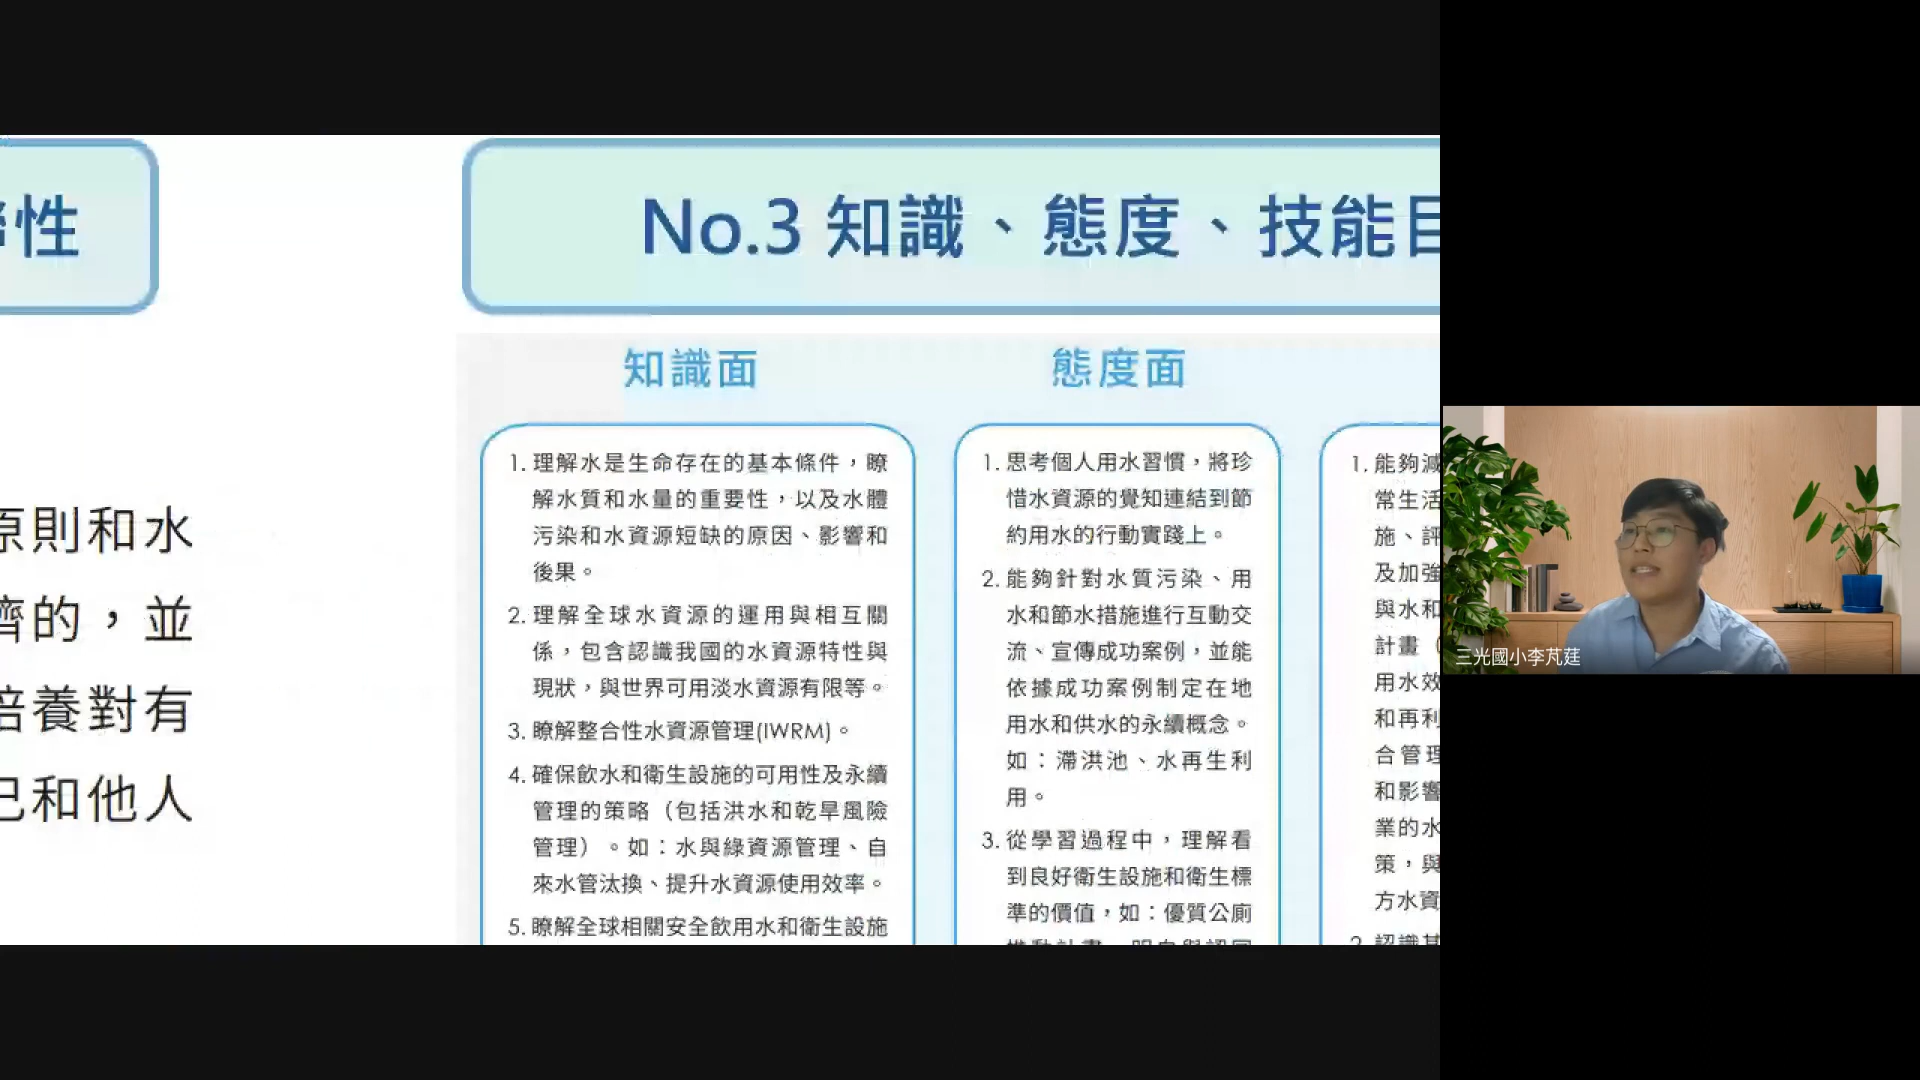 性
No.3 知識、態度、技能目
原則和水
濟的，並
培養對有
己和他人
知識面
1. 理解水是生命存在的基本條件，瞭
解水質和水量的重要性，以及水體
污染和水資源短缺的原因、影響和
後果。
2. 理解全球水資源的運用與相互關
係，包含認識我國的水資源特性與
現狀，與世界可用淡水資源有限等。
3. 瞭解整合性水資源管理(IWRM)。
4. 確保飲水和衛生設施的可用性及永續
管理的策略（包括洪水和乾旱風險
管理）。如：水與綠資源管理、自
來水管汰換、提升水資源使用效率。
5. 瞭解全球相關安全飲用水和衛生設施
態度面
1. 思考個人用水習慣，將珍
惜水資源的覺知連結到節
約用水的行動實踐上。
2. 能夠針對水質污染、用
水和節水措施進行互動交
流、宣傳成功案例，並能
依據成功案例制定在地
用水和供水的永續概念。
如：滯洪池、水再生利
用。
3. 從學習過程中，理解看
到良好衛生設施和衛生標
準的價值，如：優質公廁
1. 能夠減
常生活
施、評
及加強
與水和
計畫（
用水效
和再利
合管理
和影響
業的水
策，與
方水資
三光國小李芃莛